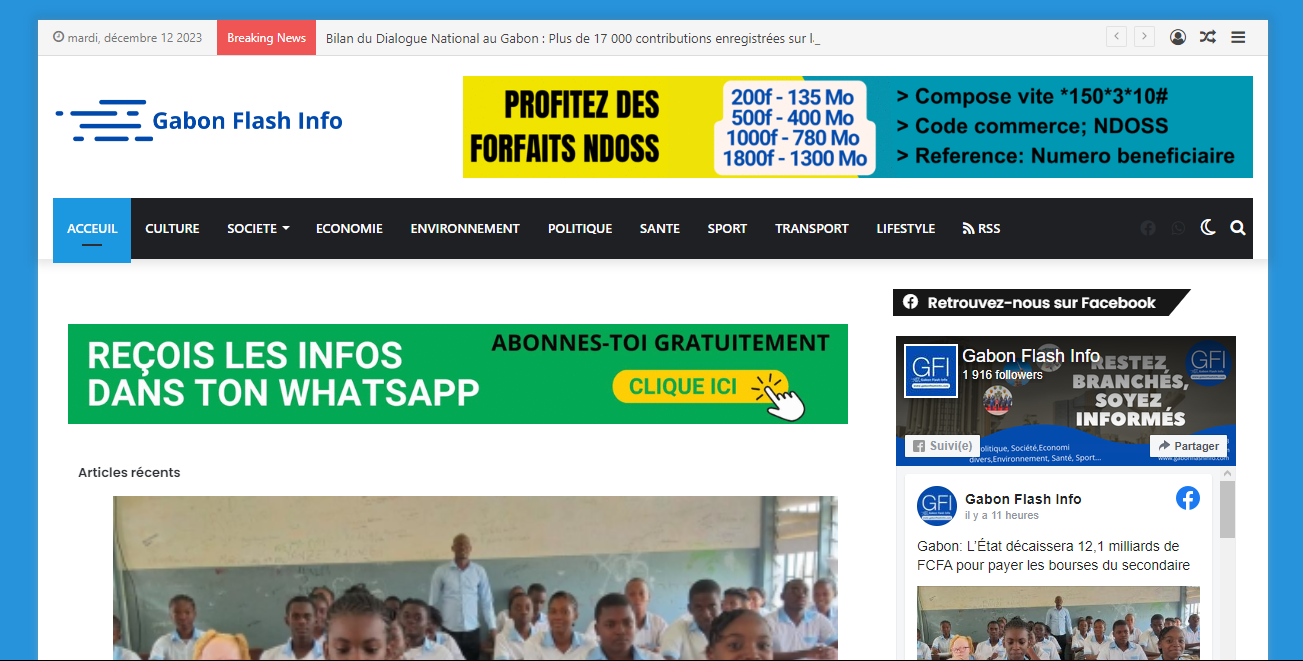 mardi, décembre 12 2023
Breaking News
Bilan du Dialogue National au Gabon : Plus de 17 000 contributions enregistrées sur l_
Gabon Flash Info
PROFITEZ DES
FORFAITS NDOSS
200f - 135 Mo
500f - 400 Mo
1000f - 780 Mo
1800f - 1300 Mo
> Compose vite *150*3*10#
> Code commerce; NDOSS
> Reference: Numero beneficiaire
ACCEUIL
CULTURE
SOCIETE
ECONOMIE
ENVIRONNEMENT
POLITIQUE
SANTE
SPORT
TRANSPORT
LIFESTYLE
RSS
REÇOIS LES INFOS
DANS TON WHATSAPP
ABONNES-TOI GRATUITEMENT
CLIQUE ICI
Articles récents
Retrouvez-nous sur Facebook
GFI
Gabon Flash Info
1 916 followers
RESTEZ
BRANCHÉS,
SOYEZ
INFORMÉS
GFI
Suivi(e)
olitique, Société,Economi
divers,Environnement, Santé, Sport...
Partager
GFI
Gabon Flash Info
il y a 11 heures
Gabon: L'État décaissera 12,1 milliards de
FCFA pour payer les bourses du secondaire